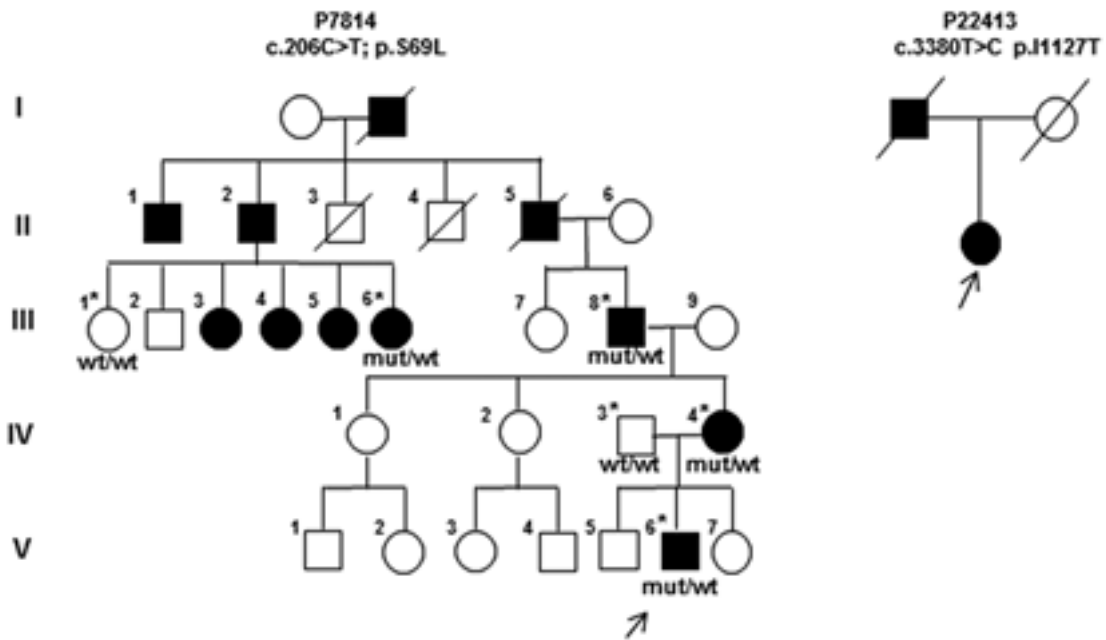 P7814
c.206C>T; p.S69L
P22413
c.3380T>C p.I1127T
I
1 2 3 4 5 6
II
1* 2 3 4 5 6* 7 8* 9
III
wt/wt mut/wt mut/wt
1 2 3* 4*
IV
wt/wt mut/wt
1 2 3 4 5 6* 7
V
mut/wt